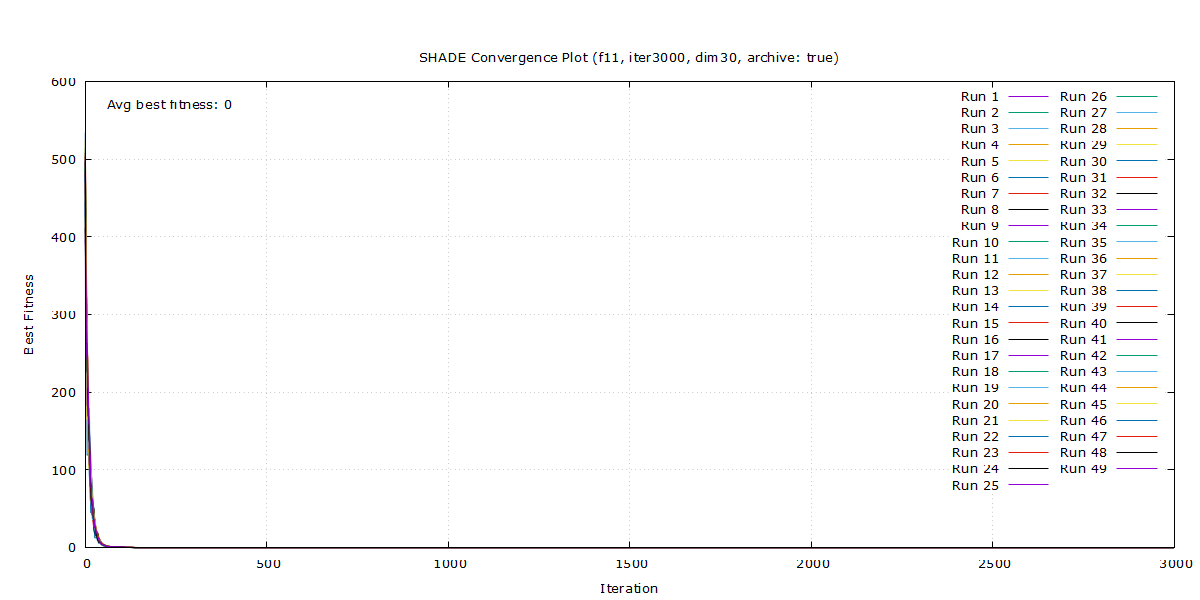 SHADE Convergence Plot (f11, iter3000, dim30, archive: true)
600
500
400
300
200
100
0
Best Fitness
Avg best fitness: 0
Run 1
Run 2
Run 3
Run 4
Run 5
Run 6
Run 7
Run 8
Run 9
Run 10
Run 11
Run 12
Run 13
Run 14
Run 15
Run 16
Run 17
Run 18
Run 19
Run 20
Run 21
Run 22
Run 23
Run 24
Run 25
Run 26
Run 27
Run 28
Run 29
Run 30
Run 31
Run 32
Run 33
Run 34
Run 35
Run 36
Run 37
Run 38
Run 39
Run 40
Run 41
Run 42
Run 43
Run 44
Run 45
Run 46
Run 47
Run 48
Run 49
0 500 1000 1500 2000 2500 3000
Iteration